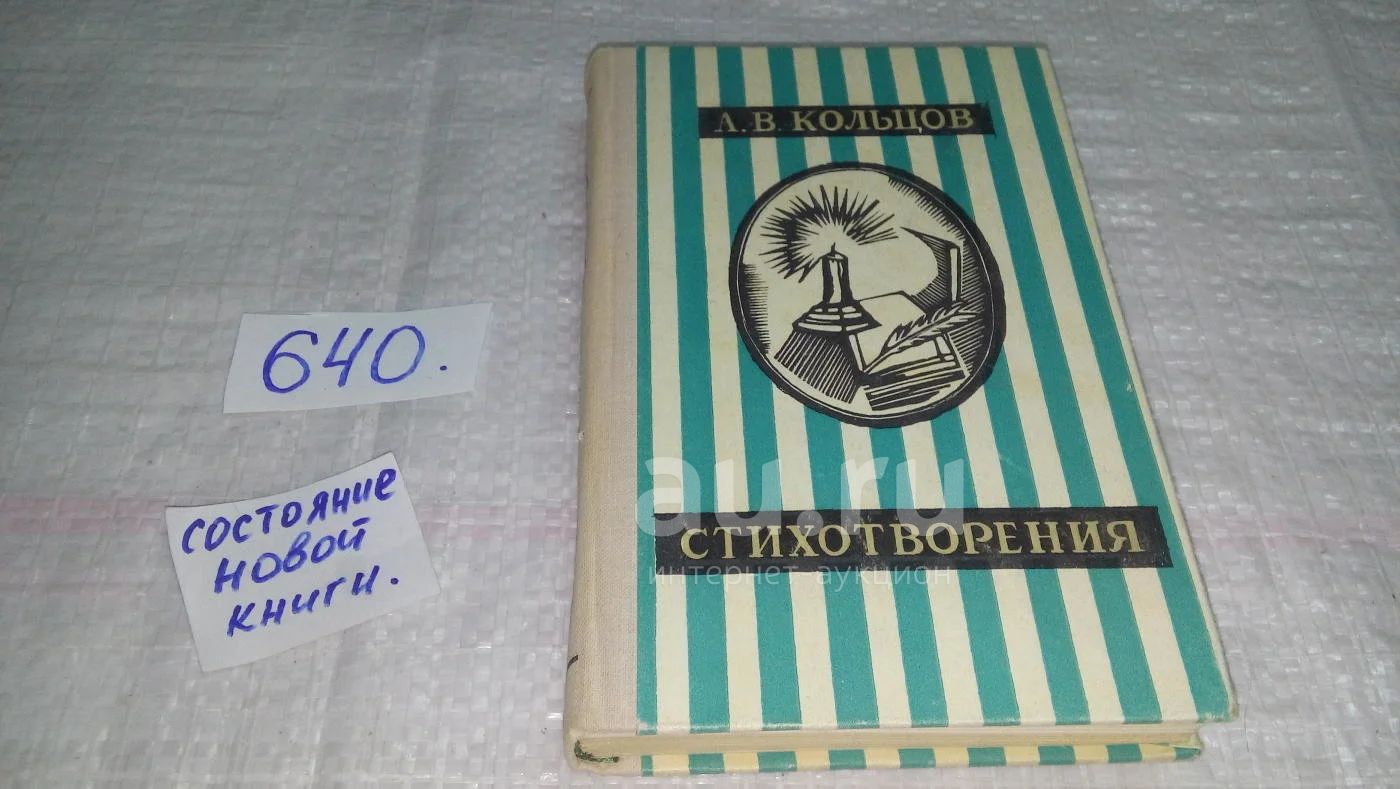 А. В. КОЛЬЦОВ
640.
состояние
новой
книги.
au.ru
СТИХОТВОРЕНИЯ
интернет-аукцион